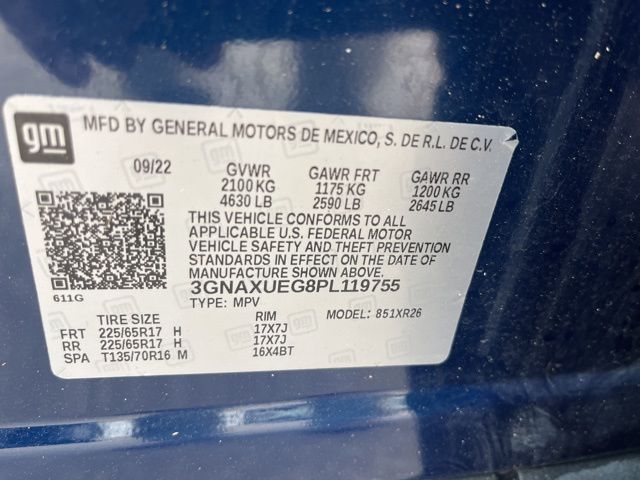 gm
MFD BY GENERAL MOTORS DE MEXICO, S. DE R.L. DE C.V.
09/22 GVWR GAWR FRT GAWR RR
2100 KG 1175 KG 1200 KG
4630 LB 2590 LB 2645 LB
THIS VEHICLE CONFORMS TO ALL
APPLICABLE U.S. FEDERAL MOTOR
VEHICLE SAFETY AND THEFT PREVENTION
STANDARDS IN EFFECT ON THE DATE OF
MANUFACTURE SHOWN ABOVE.
3GNAXUEG8PL119755
611G
TYPE: MPV MODEL: 851XR26
TIRE SIZE RIM
FRT 225/65R17 H 17X7J
RR 225/65R17 H 17X7J
SPA T135/70R16 M 16X4BT